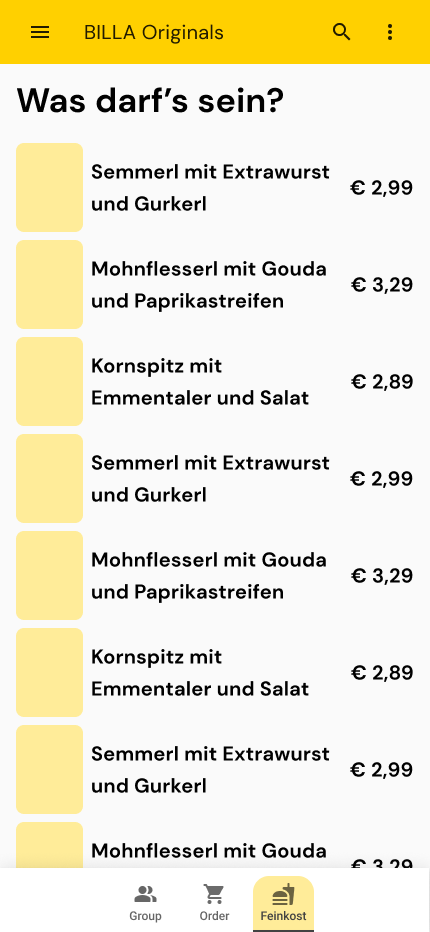 BILLA Originals
Was darf’s sein?
Semmerl mit Extrawurst
und Gurkerl
€ 2,99
Mohnflesserl mit Gouda
und Paprikastreifen
€ 3,29
Kornspitz mit
Emmentaler und Salat
€ 2,89
Semmerl mit Extrawurst
und Gurkerl
€ 2,99
Mohnflesserl mit Gouda
und Paprikastreifen
€ 3,29
Kornspitz mit
Emmentaler und Salat
€ 2,89
Semmerl mit Extrawurst
und Gurkerl
€ 2,99
Mohnflesserl mit Gouda
€ 3,29
Group
Order
Feinkost